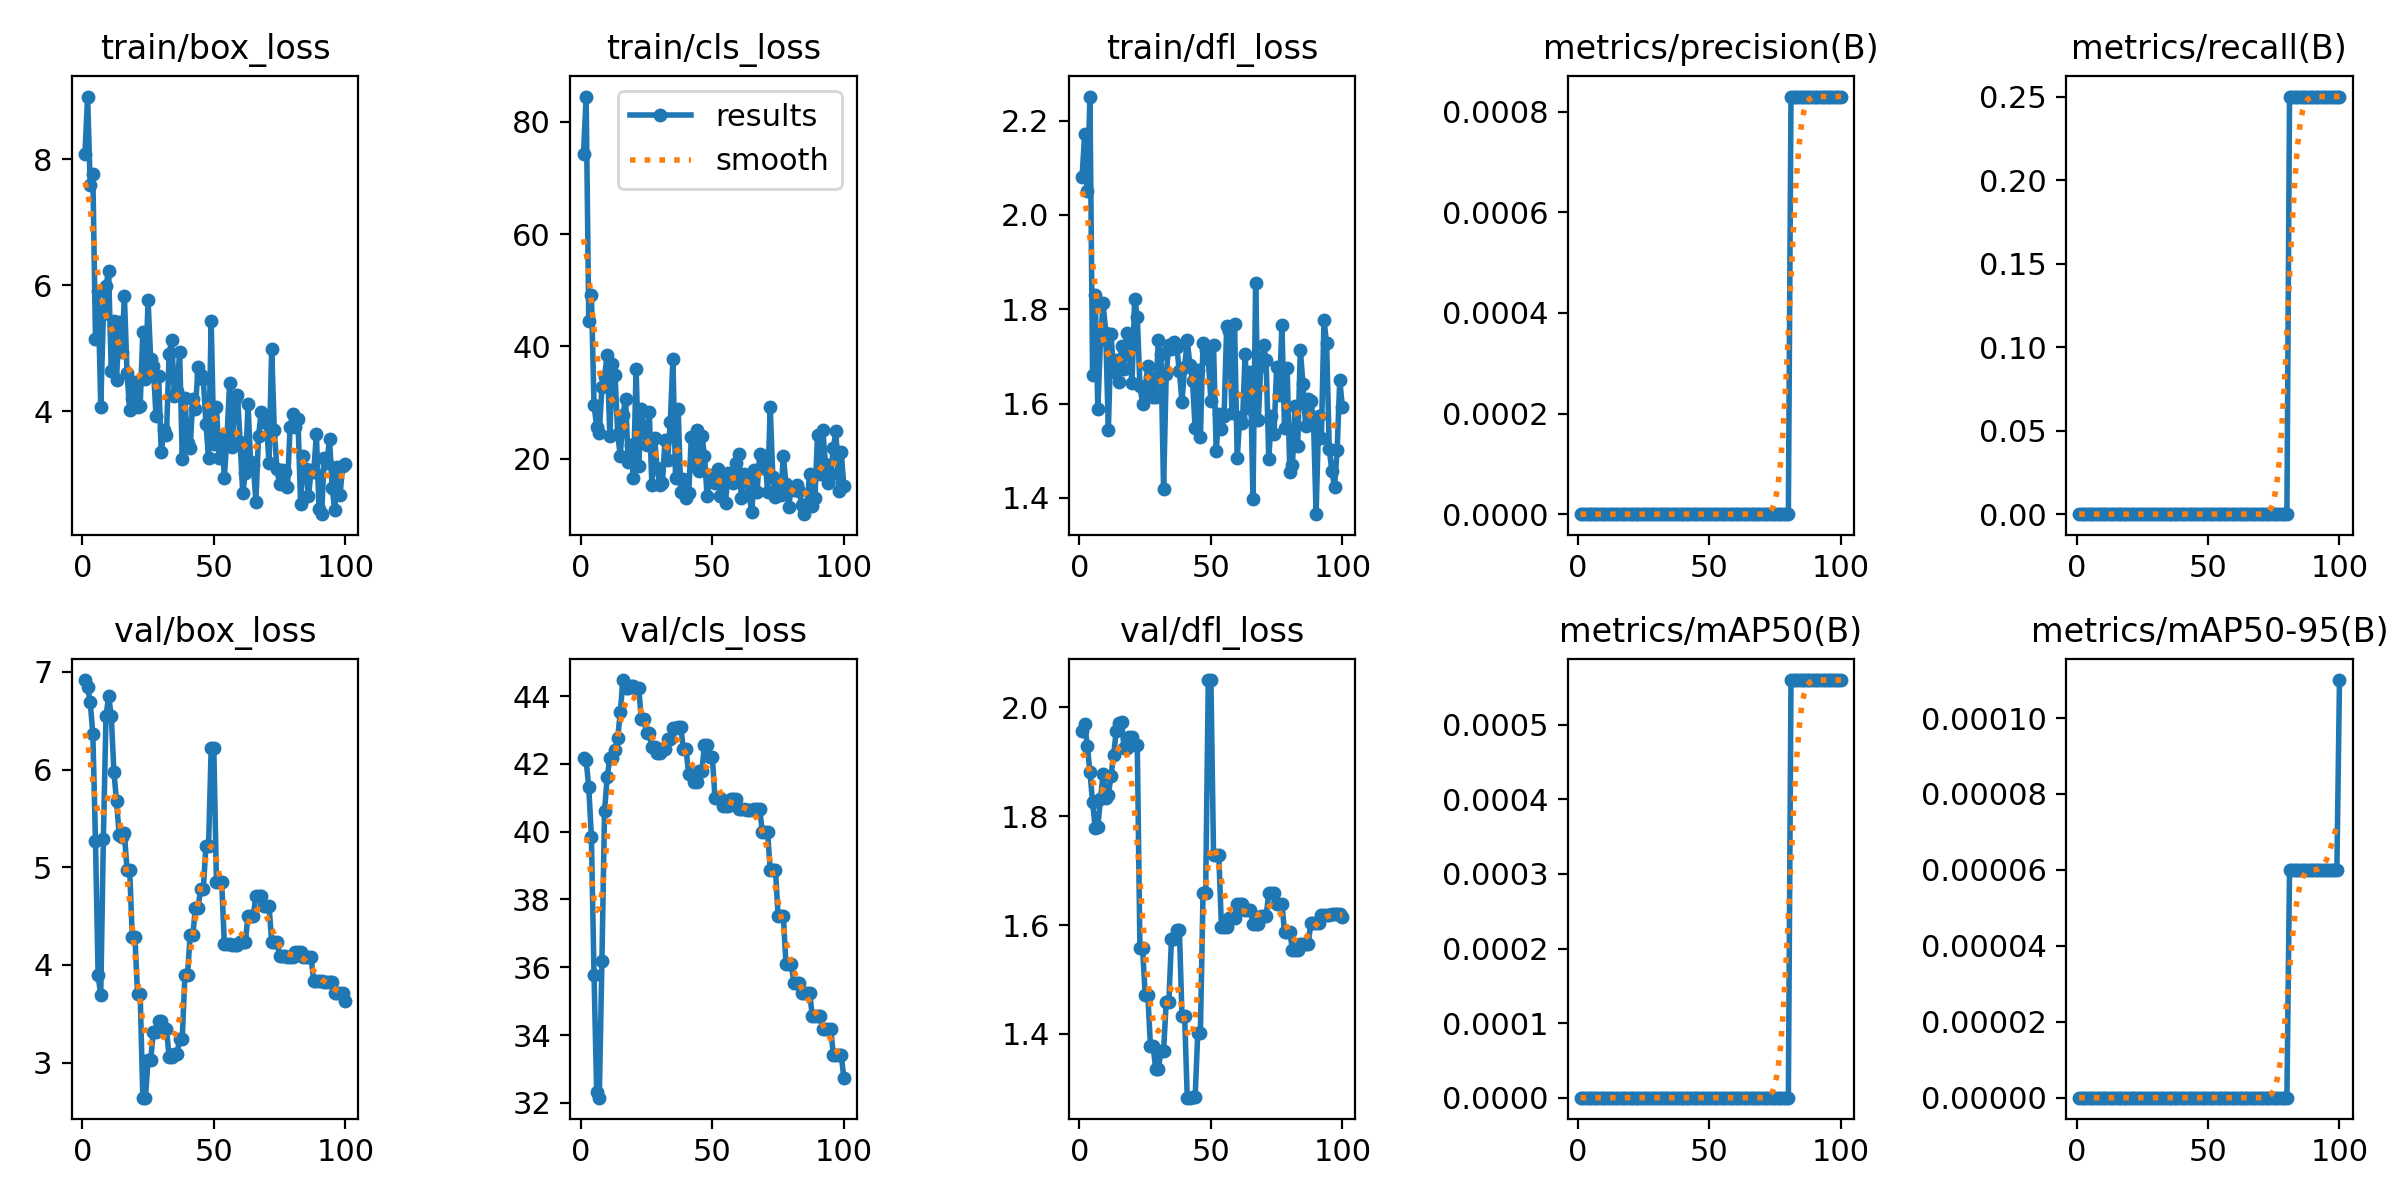 train/box_loss
8
6
4
0 50 100
train/cls_loss
results
smooth
80
60
40
20
0 50 100
train/dfl_loss
2.2
2.0
1.8
1.6
1.4
0 50 100
metrics/precision(B)
0.0008
0.0006
0.0004
0.0002
0.0000
0 50 100
metrics/recall(B)
0.25
0.20
0.15
0.10
0.05
0.00
0 50 100
val/box_loss
7
6
5
4
3
0 50 100
val/cls_loss
44
42
40
38
36
34
32
0 50 100
val/dfl_loss
2.0
1.8
1.6
1.4
0 50 100
metrics/mAP50(B)
0.0005
0.0004
0.0003
0.0002
0.0001
0.0000
0 50 100
metrics/mAP50-95(B)
0.00010
0.00008
0.00006
0.00004
0.00002
0.00000
0 50 100